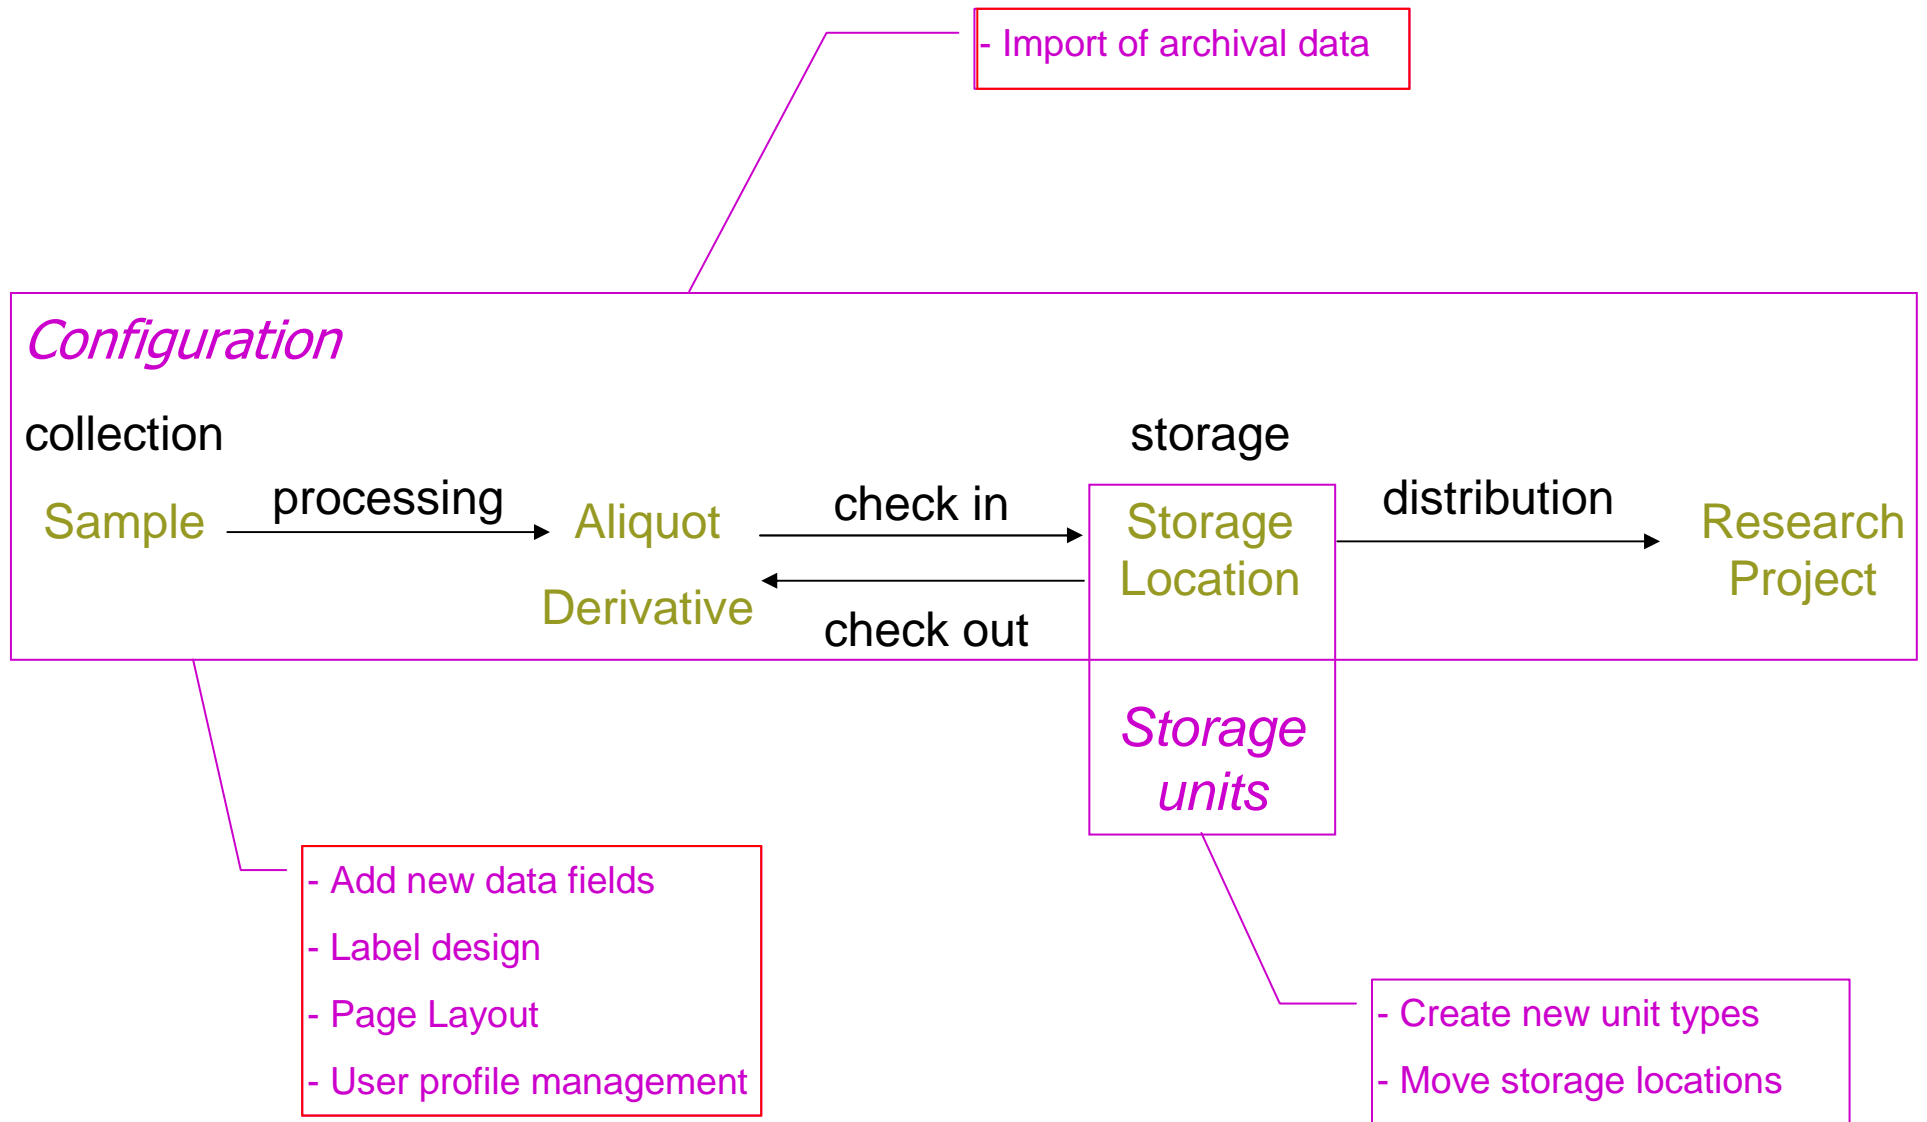 - Import of archival data
Configuration
collection
storage
processing
check in
distribution
Sample
Aliquot
Storage
Location
Research
Project
Derivative
check out
Storage
units
- Add new data fields
- Label design
- Page Layout
- User profile management
- Create new unit types
- Move storage locations